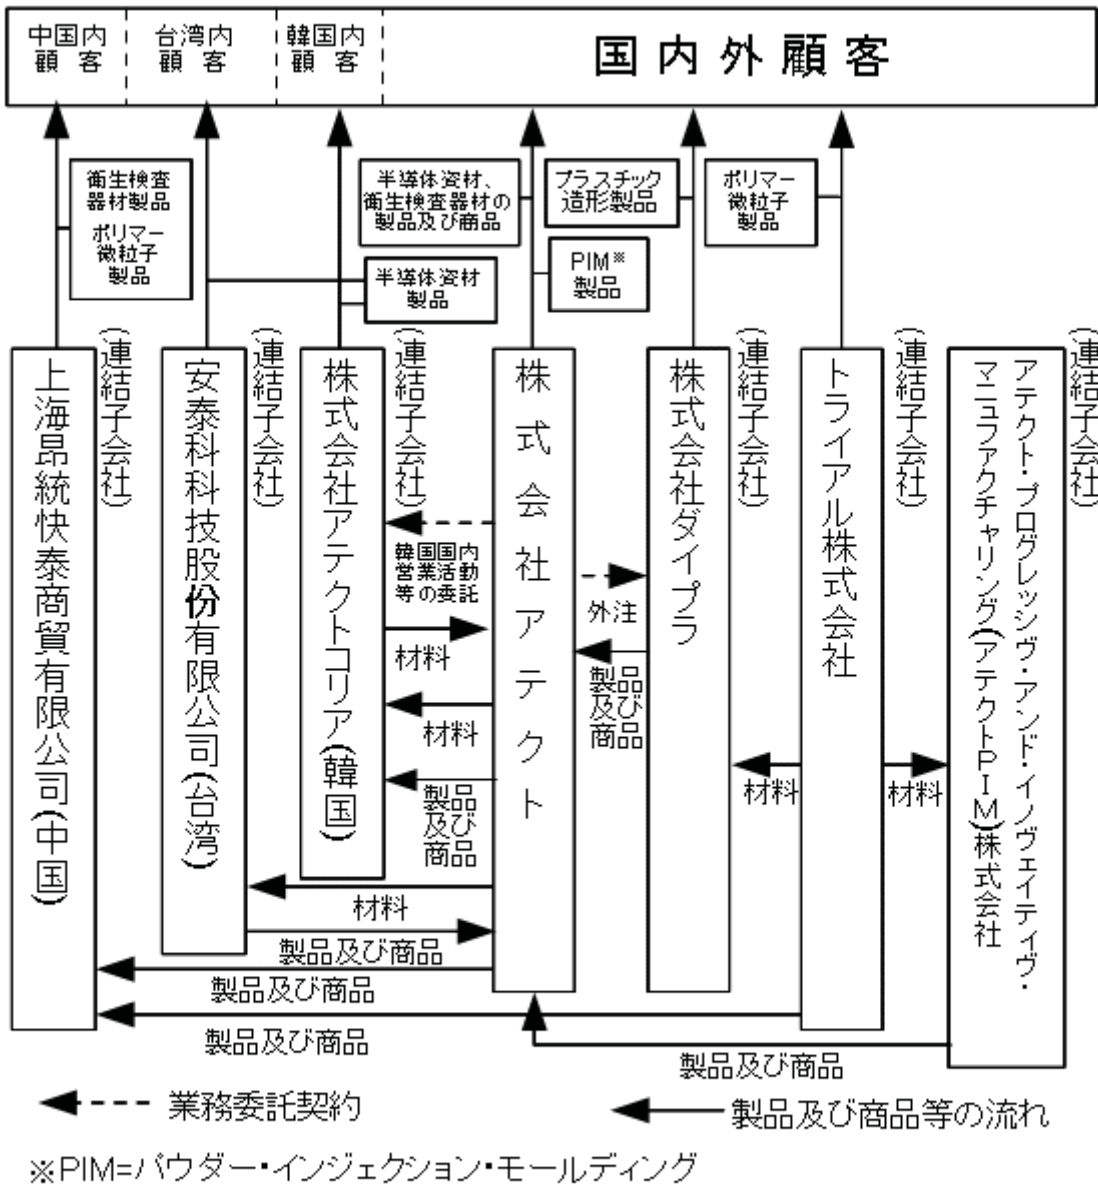 中国内
顧客
台湾内
顧客
韓国内
顧客
国内外顧客
衛生検査
器材製品
ポリマー
微粒子
製品
半導体資材、
衛生検査器材の
製品及び商品
プラスチック
造形製品
ポリマー
微粒子
製品
PIM※
製品
半導体資材
製品
上海昂統快泰商貿有限公司(中国)
(連結子会社)
安泰科科技股份有限公司(台湾)
(連結子会社)
株式会社アテクトコリア(韓国)
(連結子会社)
株式会社アテクト
株式会社ダイプラ
(連結子会社)
トライアル株式会社
(連結子会社)
アテクト・プログレッシヴ・アンド・イノヴェイティヴ・
マニュファクチャリング(アテクトPIM)株式会社
(連結子会社)
韓国国内
営業活動
等の委託
外注
材料
製品
及び
商品
材料
製品
及び
商品
材料
材料
材料
製品及び商品
製品及び商品
製品及び商品
製品及び商品
業務委託契約
製品及び商品等の流れ
※PIM=パウダー・インジェクション・モールディング